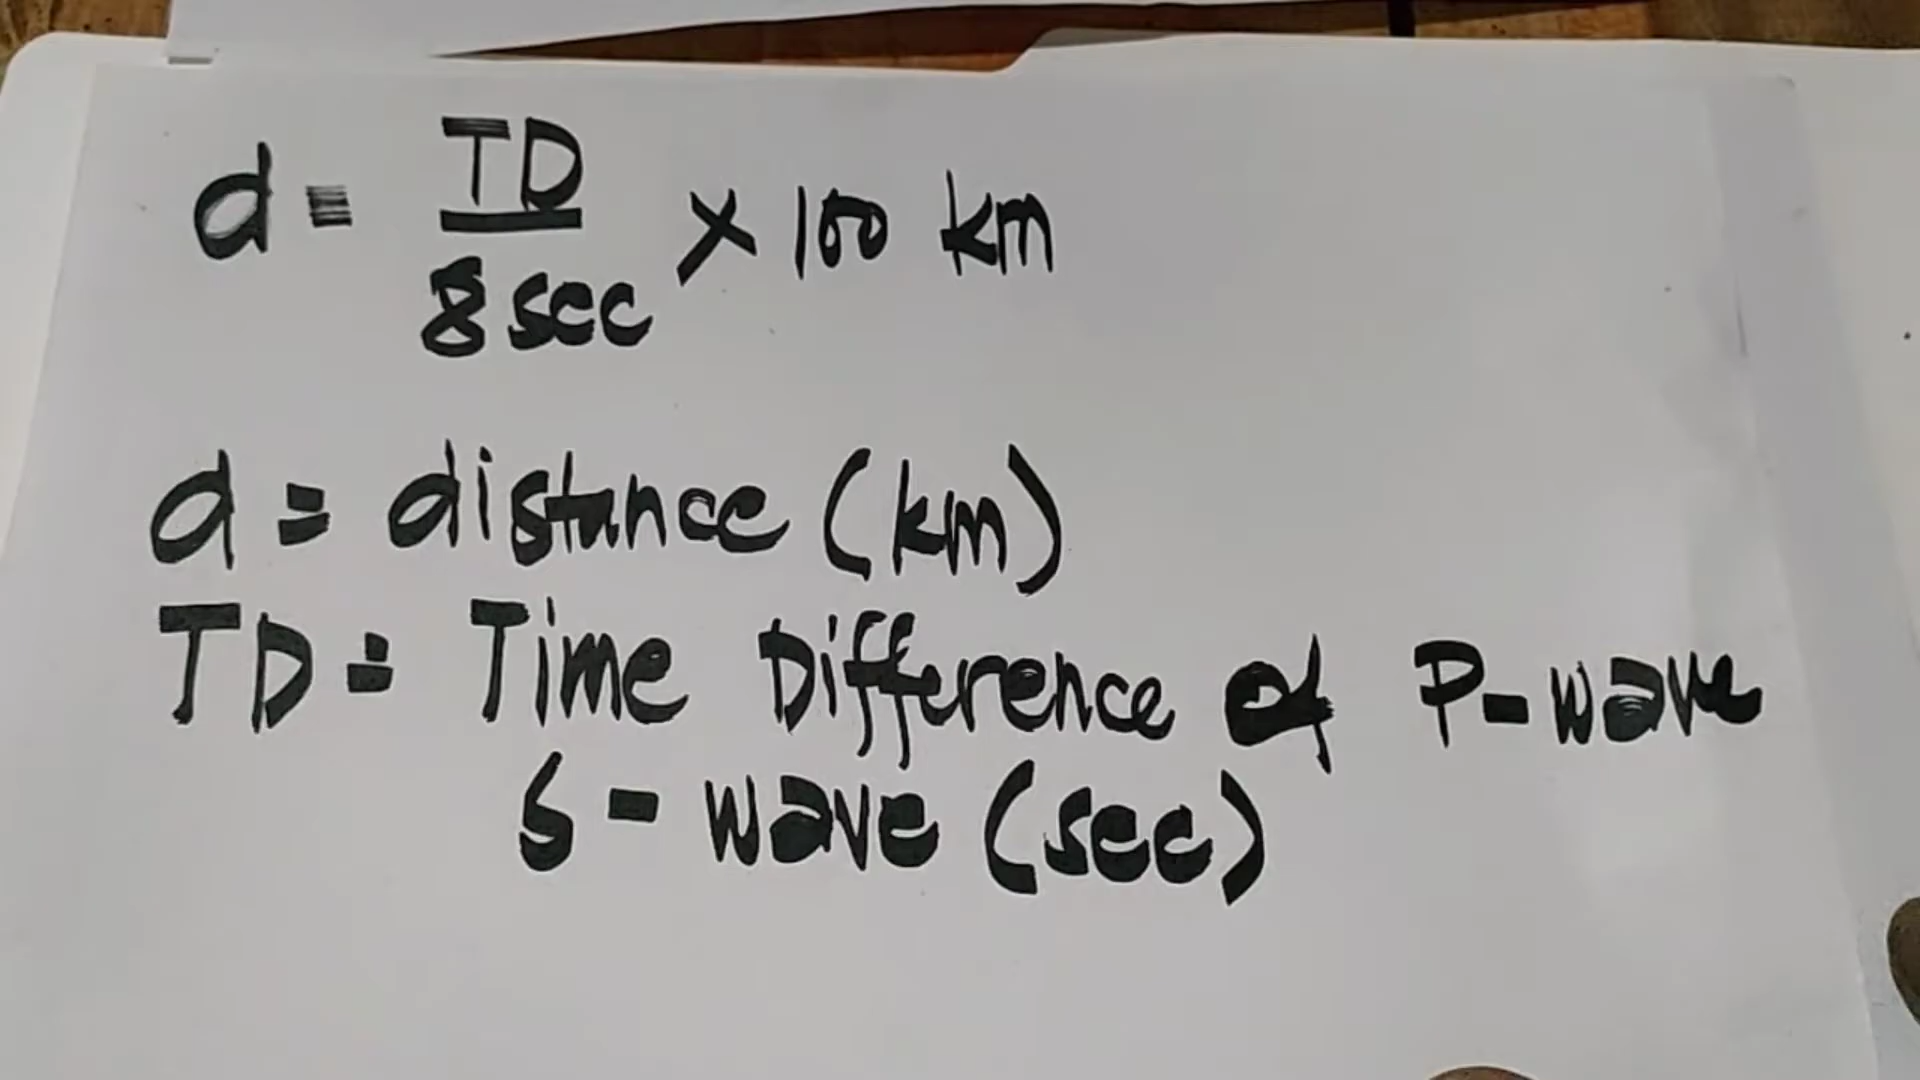 d = TD
8 sec × 100 km
d = distance (km)
TD = Time Difference of P-wave
S-wave (sec)